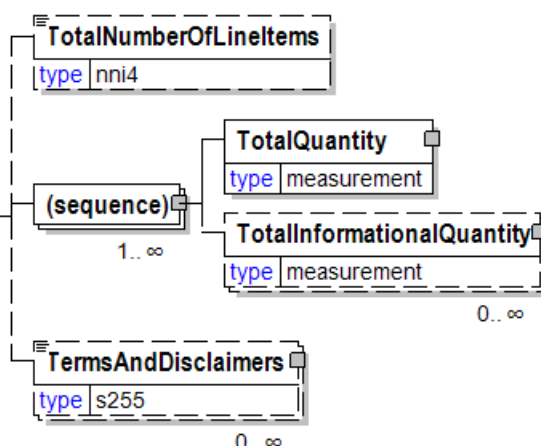 TotalNumberOfLineItems
type nni4
TotalQuantity
type measurement
(sequence)
1.. ∞
TotalInformationalQuantity
type measurement
0.. ∞
TermsAndDisclaimers
type s255
0.. ∞